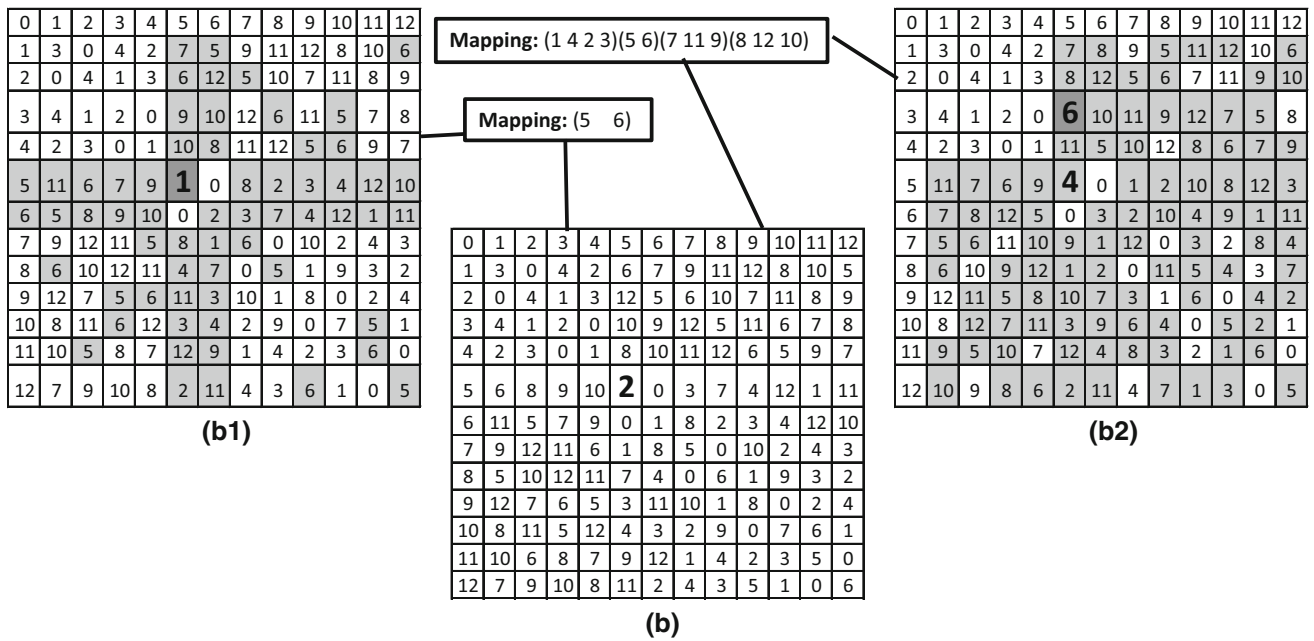 0 1 2 3 4 5 6 7 8 9 10 11 12
1 3 0 4 2 7 5 9 11 12 8 10 6
2 0 4 1 3 6 12 5 10 7 11 8 9
3 4 1 2 0 9 10 12 6 11 5 7 8
4 2 3 0 1 10 8 11 12 5 6 9 7
5 11 6 7 9 1 0 8 2 3 4 12 10
6 5 8 9 10 0 2 3 7 4 12 1 11
7 9 12 11 5 8 1 6 0 10 2 4 3
8 6 10 12 11 4 7 0 5 1 9 3 2
9 12 7 5 6 11 3 10 1 8 0 2 4
10 8 11 6 12 3 4 2 9 0 7 5 1
11 10 5 8 7 12 9 1 4 2 3 6 0
12 7 9 10 8 2 11 4 3 6 1 0 5
(b1)
Mapping: (1 4 2 3)(5 6)(7 11 9)(8 12 10)
Mapping: (5 6)
0 1 2 3 4 5 6 7 8 9 10 11 12
1 3 0 4 2 6 7 9 11 12 8 10 5
2 0 4 1 3 12 5 6 10 7 11 8 9
3 4 1 2 0 10 9 12 5 11 6 7 8
4 2 3 0 1 8 10 11 12 6 5 9 7
5 6 8 9 10 2 0 3 7 4 12 1 11
6 11 5 7 9 0 1 8 2 3 4 12 10
7 9 12 11 6 1 8 5 0 10 2 4 3
8 5 10 12 11 7 4 0 6 1 9 3 2
9 12 7 6 5 3 11 10 1 8 0 2 4
10 8 11 5 12 4 3 2 9 0 7 6 1
11 10 6 8 7 9 12 1 4 2 3 5 0
12 7 9 10 8 11 2 4 3 5 1 0 6
(b)
0 1 2 3 4 5 6 7 8 9 10 11 12
1 3 0 4 2 7 8 9 5 11 12 10 6
2 0 4 1 3 8 12 5 6 7 11 9 10
3 4 1 2 0 6 10 11 9 12 7 5 8
4 2 3 0 1 11 5 10 12 8 6 7 9
5 11 7 6 9 4 0 1 2 10 8 12 3
6 7 8 12 5 0 3 2 10 4 9 1 11
7 5 6 11 10 9 1 12 0 3 2 8 4
8 6 10 9 12 1 2 0 11 5 4 3 7
9 12 11 5 8 10 7 3 1 6 0 4 2
10 8 12 7 11 3 9 6 4 0 5 2 1
11 9 5 10 7 12 4 8 3 2 1 6 0
12 10 9 8 6 2 11 4 7 1 3 0 5
(b2)